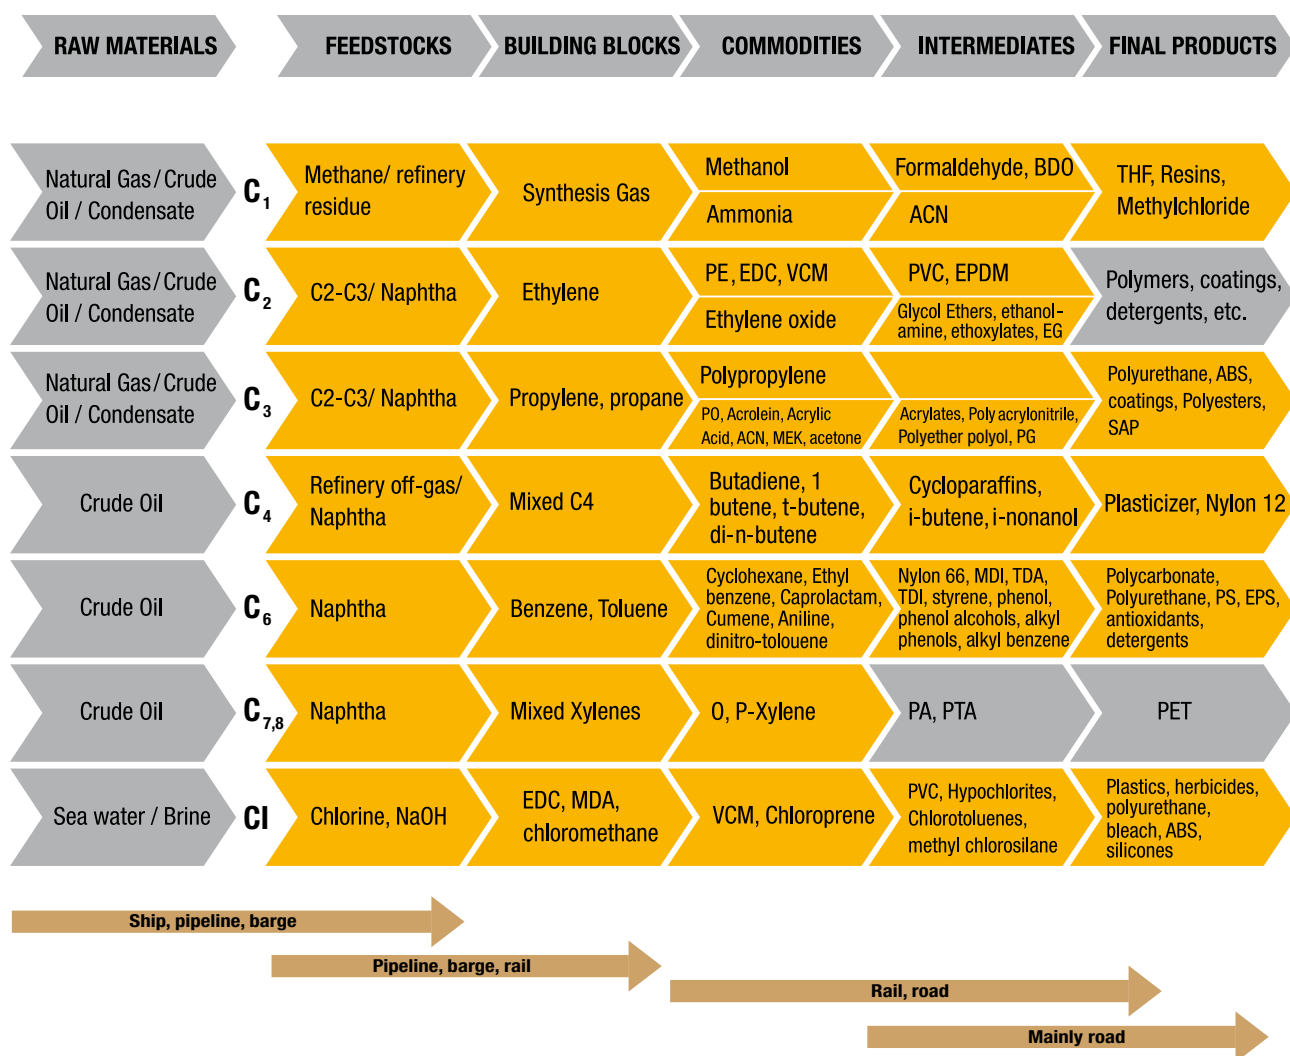 RAW MATERIALS
FEEDSTOCKS
BUILDING BLOCKS
COMMODITIES
INTERMEDIATES
FINAL PRODUCTS
Natural Gas/Crude
Oil / Condensate
C1
Methane/ refinery
residue
Synthesis Gas
Methanol
Ammonia
Formaldehyde, BDO
ACN
THF, Resins,
Methylchloride
Natural Gas/Crude
Oil / Condensate
C2
C2-C3/ Naphtha
Ethylene
PE, EDC, VCM
Ethylene oxide
PVC, EPDM
Glycol Ethers, ethanol-
amine, ethoxylates, EG
Polymers, coatings,
detergents, etc.
Natural Gas/Crude
Oil / Condensate
C3
C2-C3/ Naphtha
Propylene, propane
Polypropylene
PO, Acrolein, Acrylic
Acid, ACN, MEK, acetone
Acrylates, Poly acrylonitrile,
Polyether polyol, PG
Polyurethane, ABS,
coatings, Polyesters,
SAP
Crude Oil
C4
Refinery off-gas/
Naphtha
Mixed C4
Butadiene, 1
butene, t-butene,
di-n-butene
Cycloparaffins,
i-butene, i-nonanol
Plasticizer, Nylon 12
Crude Oil
C6
Naphtha
Benzene, Toluene
Cyclohexane, Ethyl
benzene, Caprolactam,
Cumene, Aniline,
dinitro-tolouene
Nylon 66, MDI, TDA,
TDI, styrene, phenol,
phenol alcohols, alkyl
phenols, alkyl benzene
Polycarbonate,
Polyurethane, PS, EPS,
antioxidants,
detergents
Crude Oil
C7,8
Naphtha
Mixed Xylenes
O, P-Xylene
PA, PTA
PET
Sea water / Brine
Cl
Chlorine, NaOH
EDC, MDA,
chloromethane
VCM, Chloroprene
PVC, Hypochlorites,
Chlorotoluenes,
methyl chlorosilane
Plastics, herbicides,
polyurethane,
bleach, ABS,
silicones
Ship, pipeline, barge
Pipeline, barge, rail
Rail, road
Mainly road